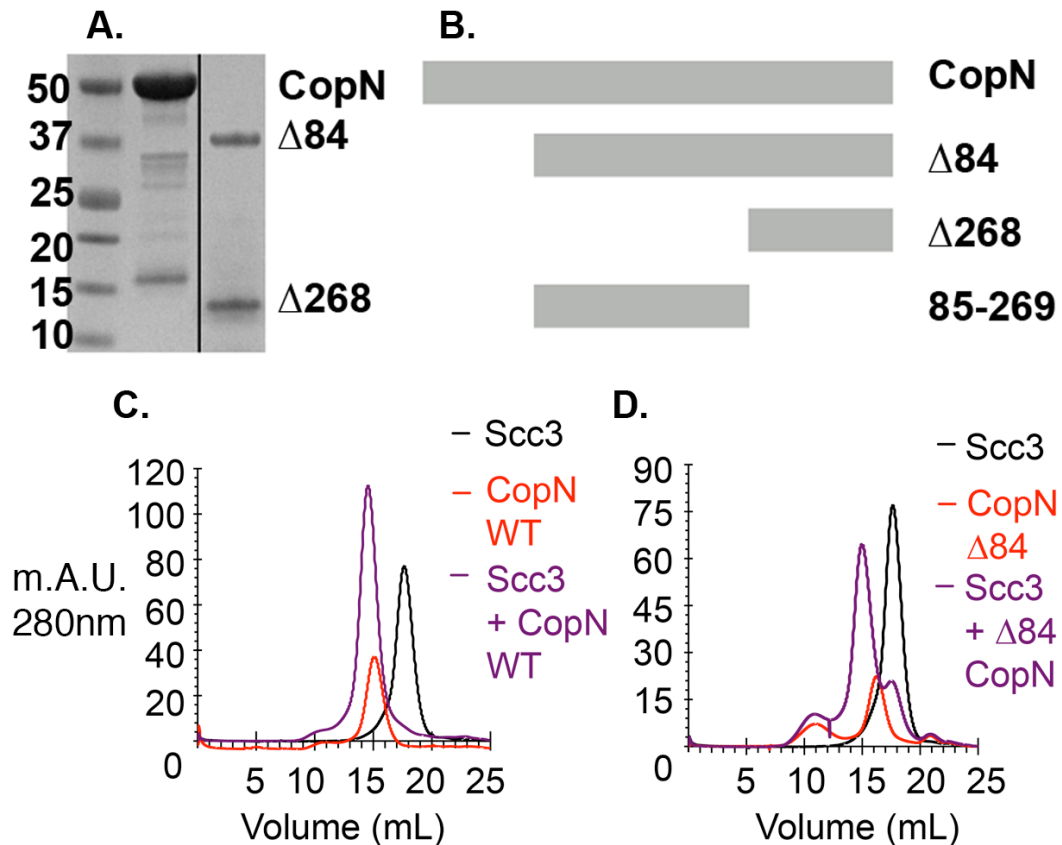 A.
50
37
25
20
15
10
CopN
Δ84
Δ268
B.
CopN
Δ84
Δ268
85-269
C.
m.A.U.
280nm
120
100
80
60
40
20
0
5 10 15 20 25
Volume (mL)
– Scc3
– CopN
WT
– Scc3
+ CopN
WT
D.
90
75
60
45
30
15
0
5 10 15 20 25
Volume (mL)
– Scc3
– CopN
Δ84
– Scc3
+ Δ84
CopN